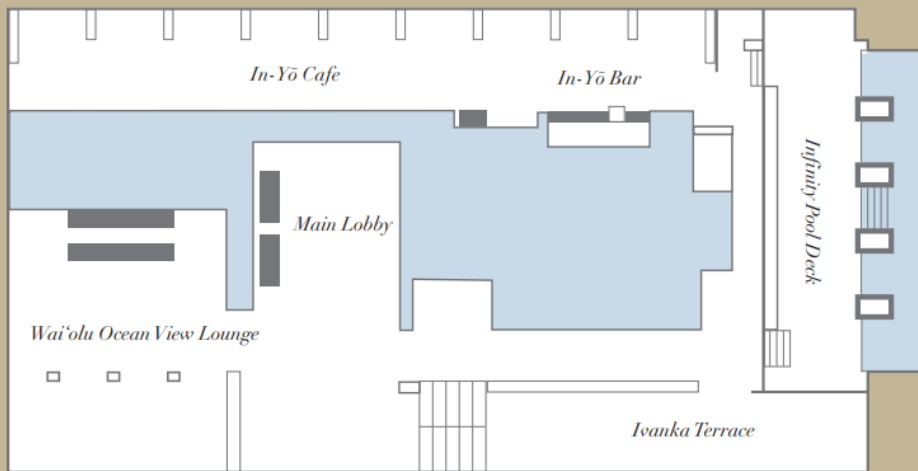 In-Yō Cafe
In-Yō Bar
Main Lobby
Infinity Pool Deck
Wai‘olu Ocean View Lounge
Ivanka Terrace